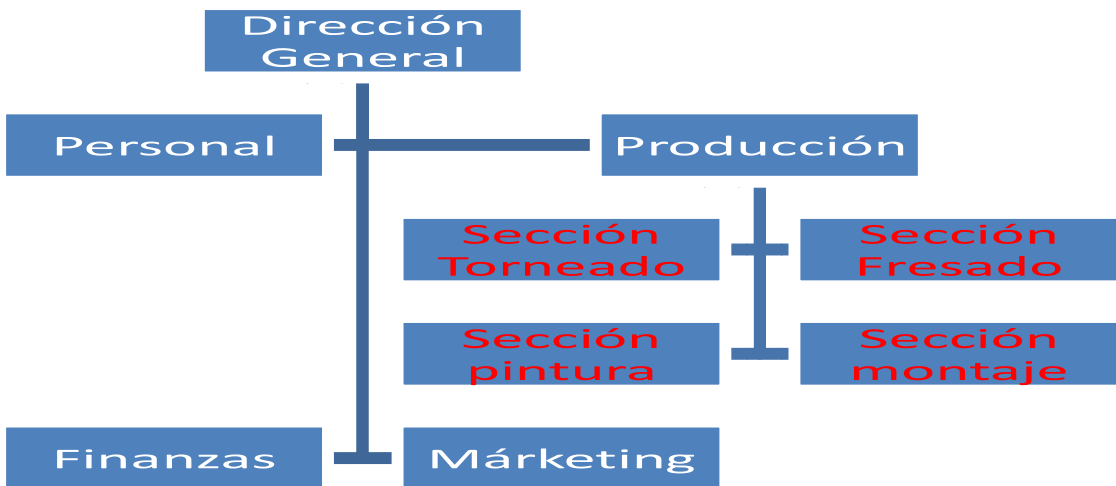 Dirección
General
Personal
Producción
Sección
Torneado
Sección
Fresado
Sección
pintura
Sección
montaje
Finanzas
Márketing